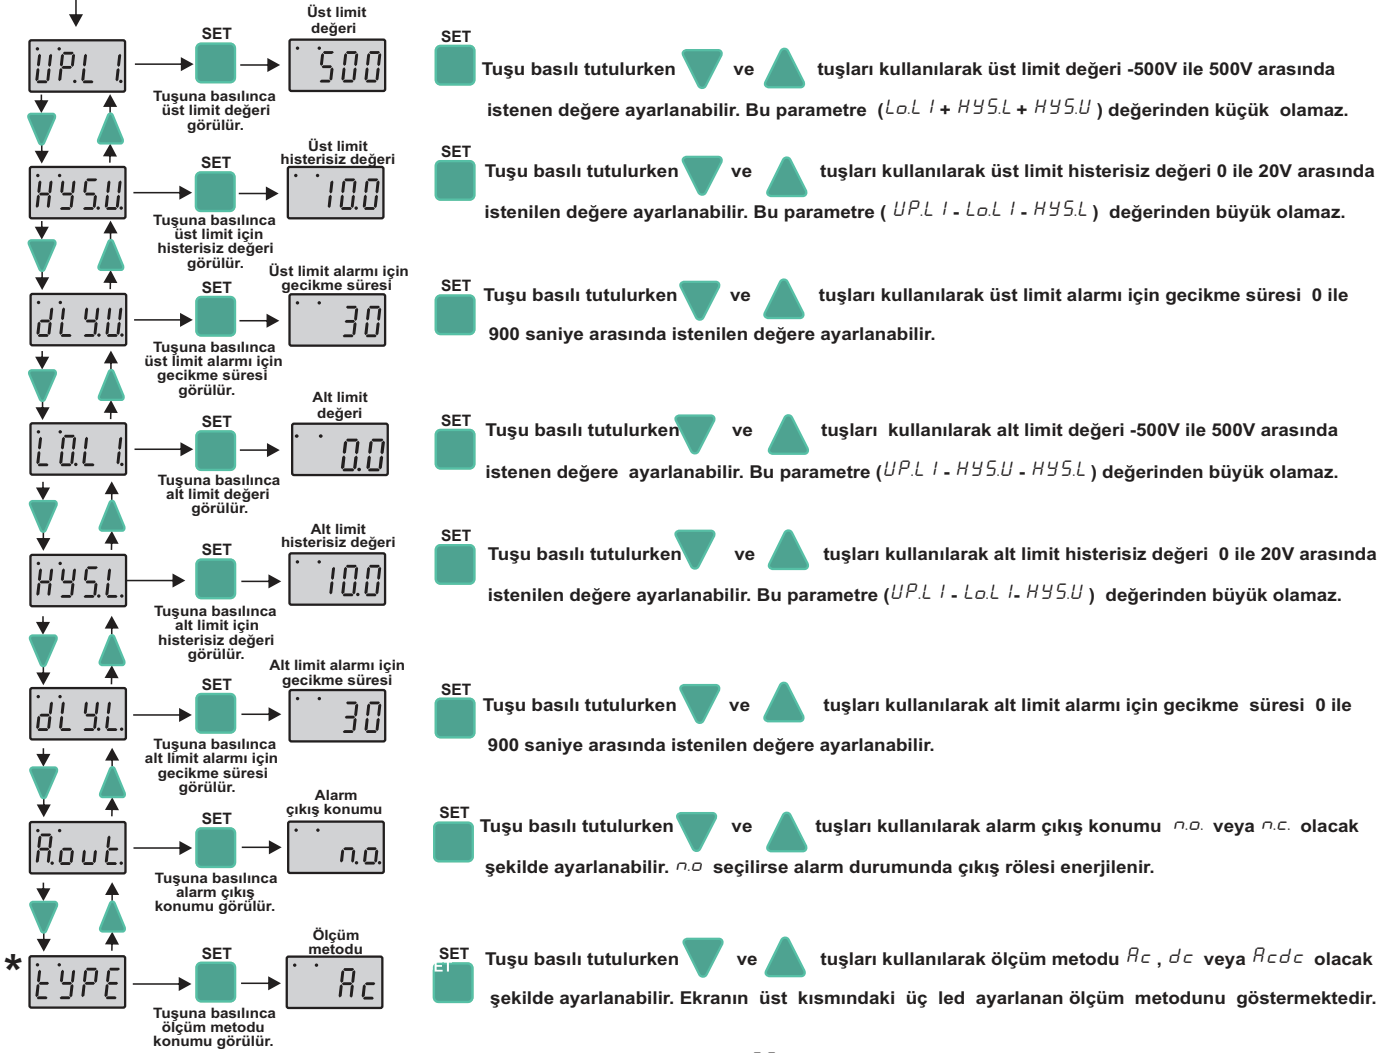 Üst limit
değeri
SET
UP.L I.
500
Tuşuna basılınca
üst limit değeri
görülür.
SET
Tuşu basılı tutulurken ve tuşları kullanılarak üst limit değeri -500V ile 500V arasında
istenen değere ayarlanabilir. Bu parametre (Lo.L I + HYS.L + HYS.U ) değerinden küçük olamaz.
Üst limit
histerisiz değeri
SET
HYS.U.
10.0
Tuşuna basılınca
üst limit için
histerisiz değeri
görülür.
SET
Tuşu basılı tutulurken ve tuşları kullanılarak üst limit histerisiz değeri 0 ile 20V arasında
istenilen değere ayarlanabilir. Bu parametre ( UP.L I - Lo.L I - HYS.L ) değerinden büyük olamaz.
Üst limit alarmı için
gecikme süresi
SET
dLY.U.
30
Tuşuna basılınca
üst limit alarmı için
gecikme süresi
görülür.
SET
Tuşu basılı tutulurken ve tuşları kullanılarak üst limit alarmı için gecikme süresi 0 ile
900 saniye arasında istenilen değere ayarlanabilir.
Alt limit
değeri
SET
LO.L I.
0.0
Tuşuna basılınca
alt limit değeri
görülür.
SET
Tuşu basılı tutulurken ve tuşları kullanılarak alt limit değeri -500V ile 500V arasında
istenen değere ayarlanabilir. Bu parametre (UP.L I - HYS.U - HYS.L ) değerinden büyük olamaz.
Alt limit
histerisiz değeri
SET
HYS.L.
10.0
Tuşuna basılınca
alt limit için
histerisiz değeri
görülür.
SET
Tuşu basılı tutulurken ve tuşları kullanılarak alt limit histerisiz değeri 0 ile 20V arasında
istenilen değere ayarlanabilir. Bu parametre (UP.L I - Lo.L I- HYS.U ) değerinden büyük olamaz.
Alt limit alarmı için
gecikme süresi
SET
dLY.L.
30
Tuşuna basılınca
alt limit alarmı için
gecikme süresi
görülür.
SET
Tuşu basılı tutulurken ve tuşları kullanılarak alt limit alarmı için gecikme süresi 0 ile
900 saniye arasında istenilen değere ayarlanabilir.
Alarm
çıkış konumu
SET
A.out.
n.o.
Tuşuna basılınca
alarm çıkış
konumu görülür.
SET
Tuşu basılı tutulurken ve tuşları kullanılarak alarm çıkış konumu n.o. veya n.c. olacak
şekilde ayarlanabilir. n.o seçilirse alarm durumunda çıkış rölesi enerjilenir.
Ölçüm
metodu
SET
* tYPE
Ac
Tuşuna basılınca
ölçüm metodu
konumu görülür.
SET
ET
Tuşu basılı tutulurken ve tuşları kullanılarak ölçüm metodu Ac , dc veya Acdc olacak
şekilde ayarlanabilir. Ekranın üst kısmındaki üç led ayarlanan ölçüm metodunu göstermektedir.